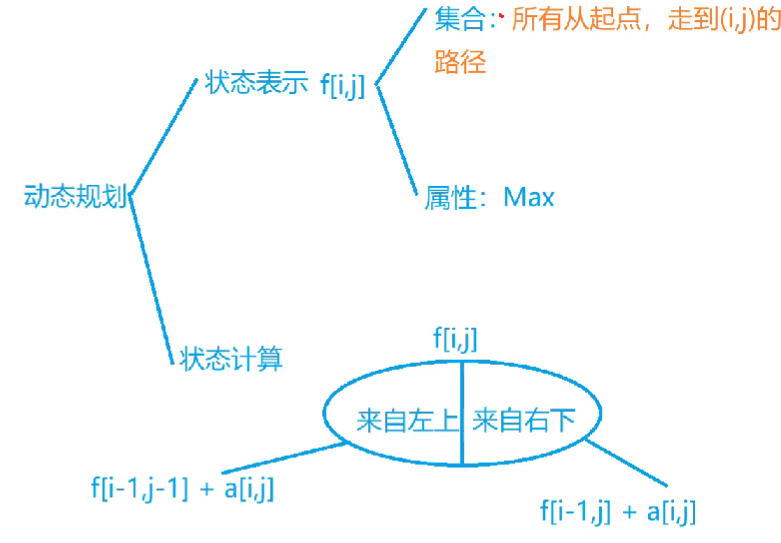 集合：所有从起点，走到(i,j)的
路径
状态表示 f[i,j]
动态规划
属性：Max
f[i,j]
状态计算
来自左上 来自右下
f[i-1,j-1] + a[i,j]
f[i-1,j] + a[i,j]